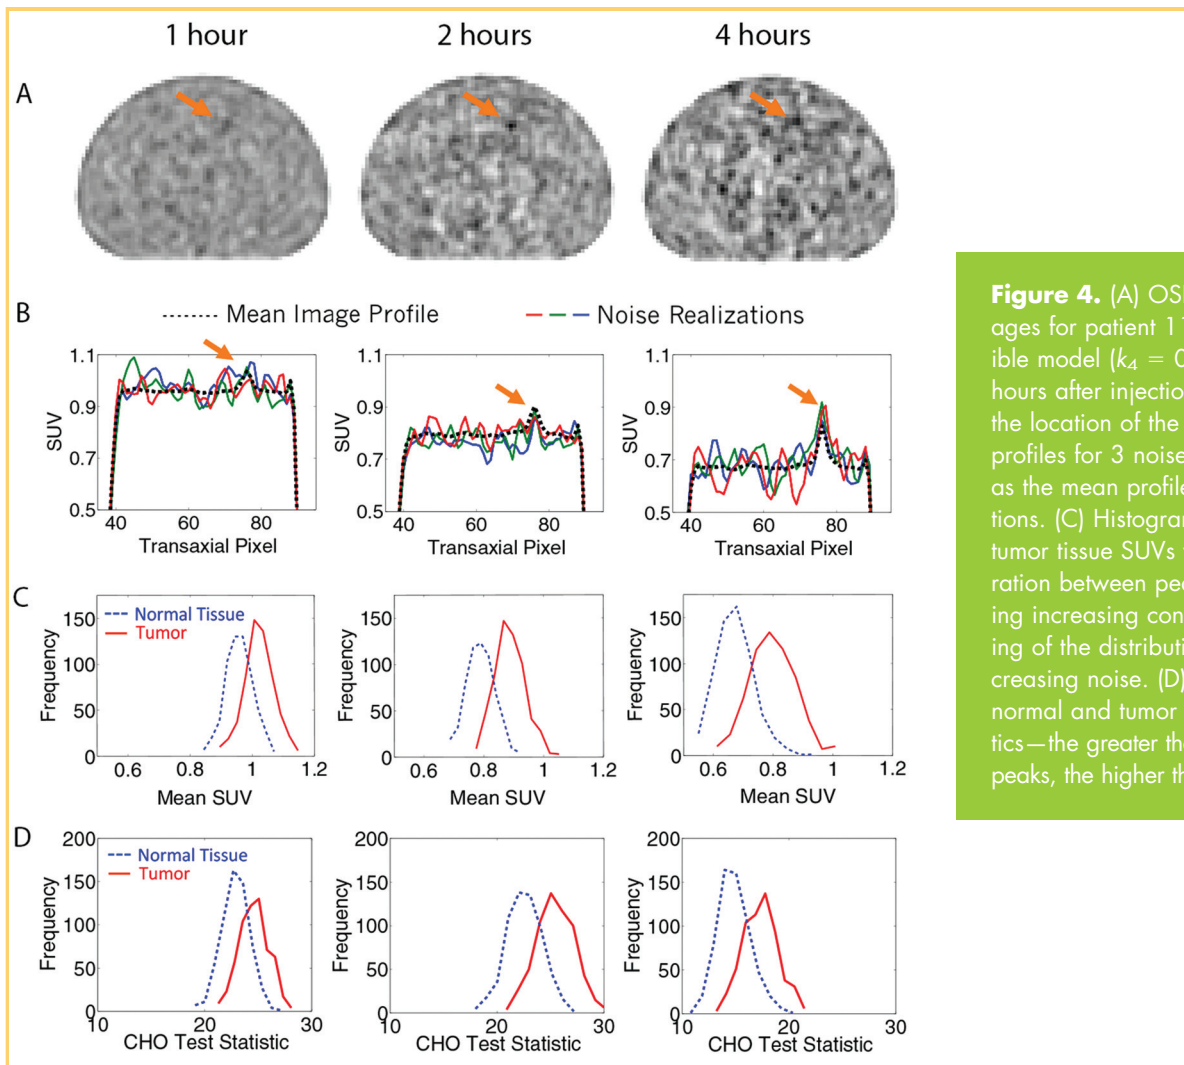 1 hour 2 hours 4 hours
A
B
Mean Image Profile Noise Realizations
1.1 0.9 0.7 0.5
SUV
40 60 80
Transaxial Pixel
1.1 0.9 0.7 0.5
SUV
40 60 80
Transaxial Pixel
1.1 0.9 0.7 0.5
SUV
40 60 80
Transaxial Pixel
C
Normal Tissue
Tumor
150 100 50 0
Frequency
0.6 0.8 1 1.2
Mean SUV
150 100 50 0
Frequency
0.6 0.8 1 1.2
Mean SUV
150 100 50 0
Frequency
0.6 0.8 1 1.2
Mean SUV
D
Normal Tissue
Tumor
200 150 100 50 0
Frequency
10 20 30
CHO Test Statistic
200 150 100 50 0
Frequency
10 20 30
CHO Test Statistic
200 150 100 50 0
Frequency
10 15 20 25 30
CHO Test Statistic
Figure 4. (A) OS
ages for patient 11
ible model (k₄ = 0
hours after injection
the location of the
profiles for 3 noise
as the mean profile
tions. (C) Histogran
tumor tissue SUVs
ration between pea
ing increasing con
ing of the distributi
creasing noise. (D)
normal and tumor
tics—the greater the
peaks, the higher th